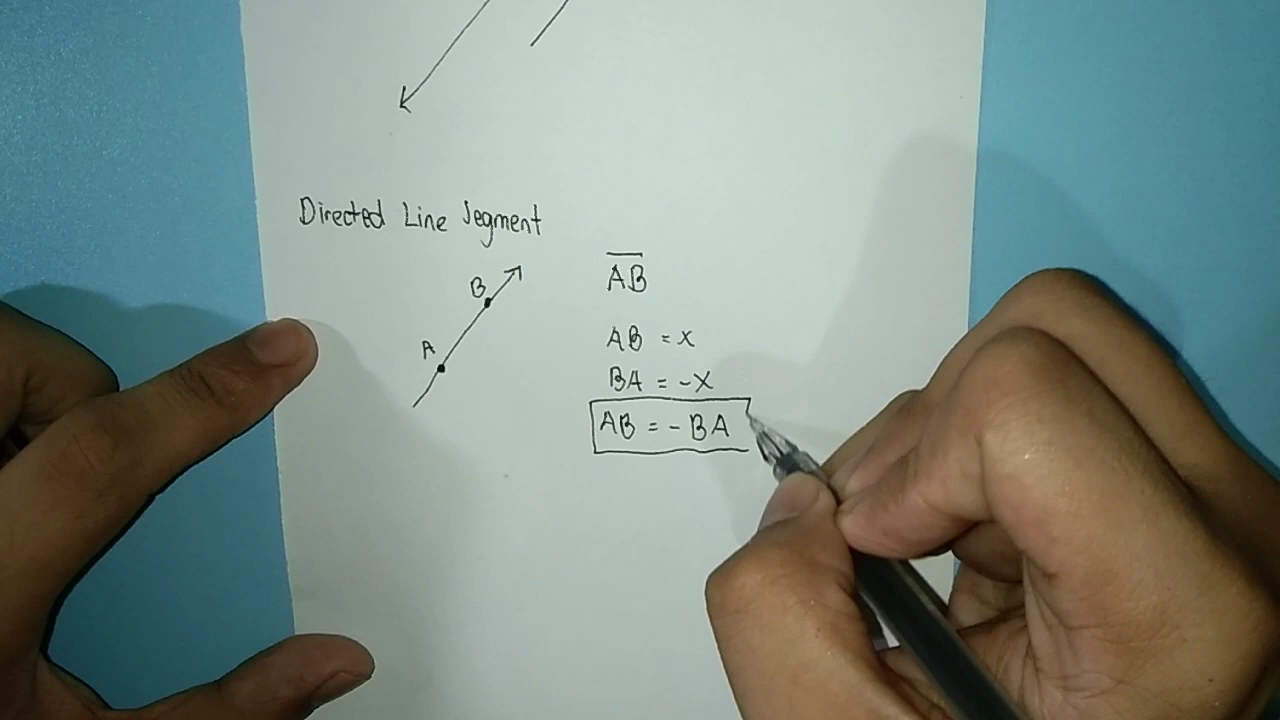 Directed Line Segment
B
A
AB
AB = x
BA = -x
AB = - BA